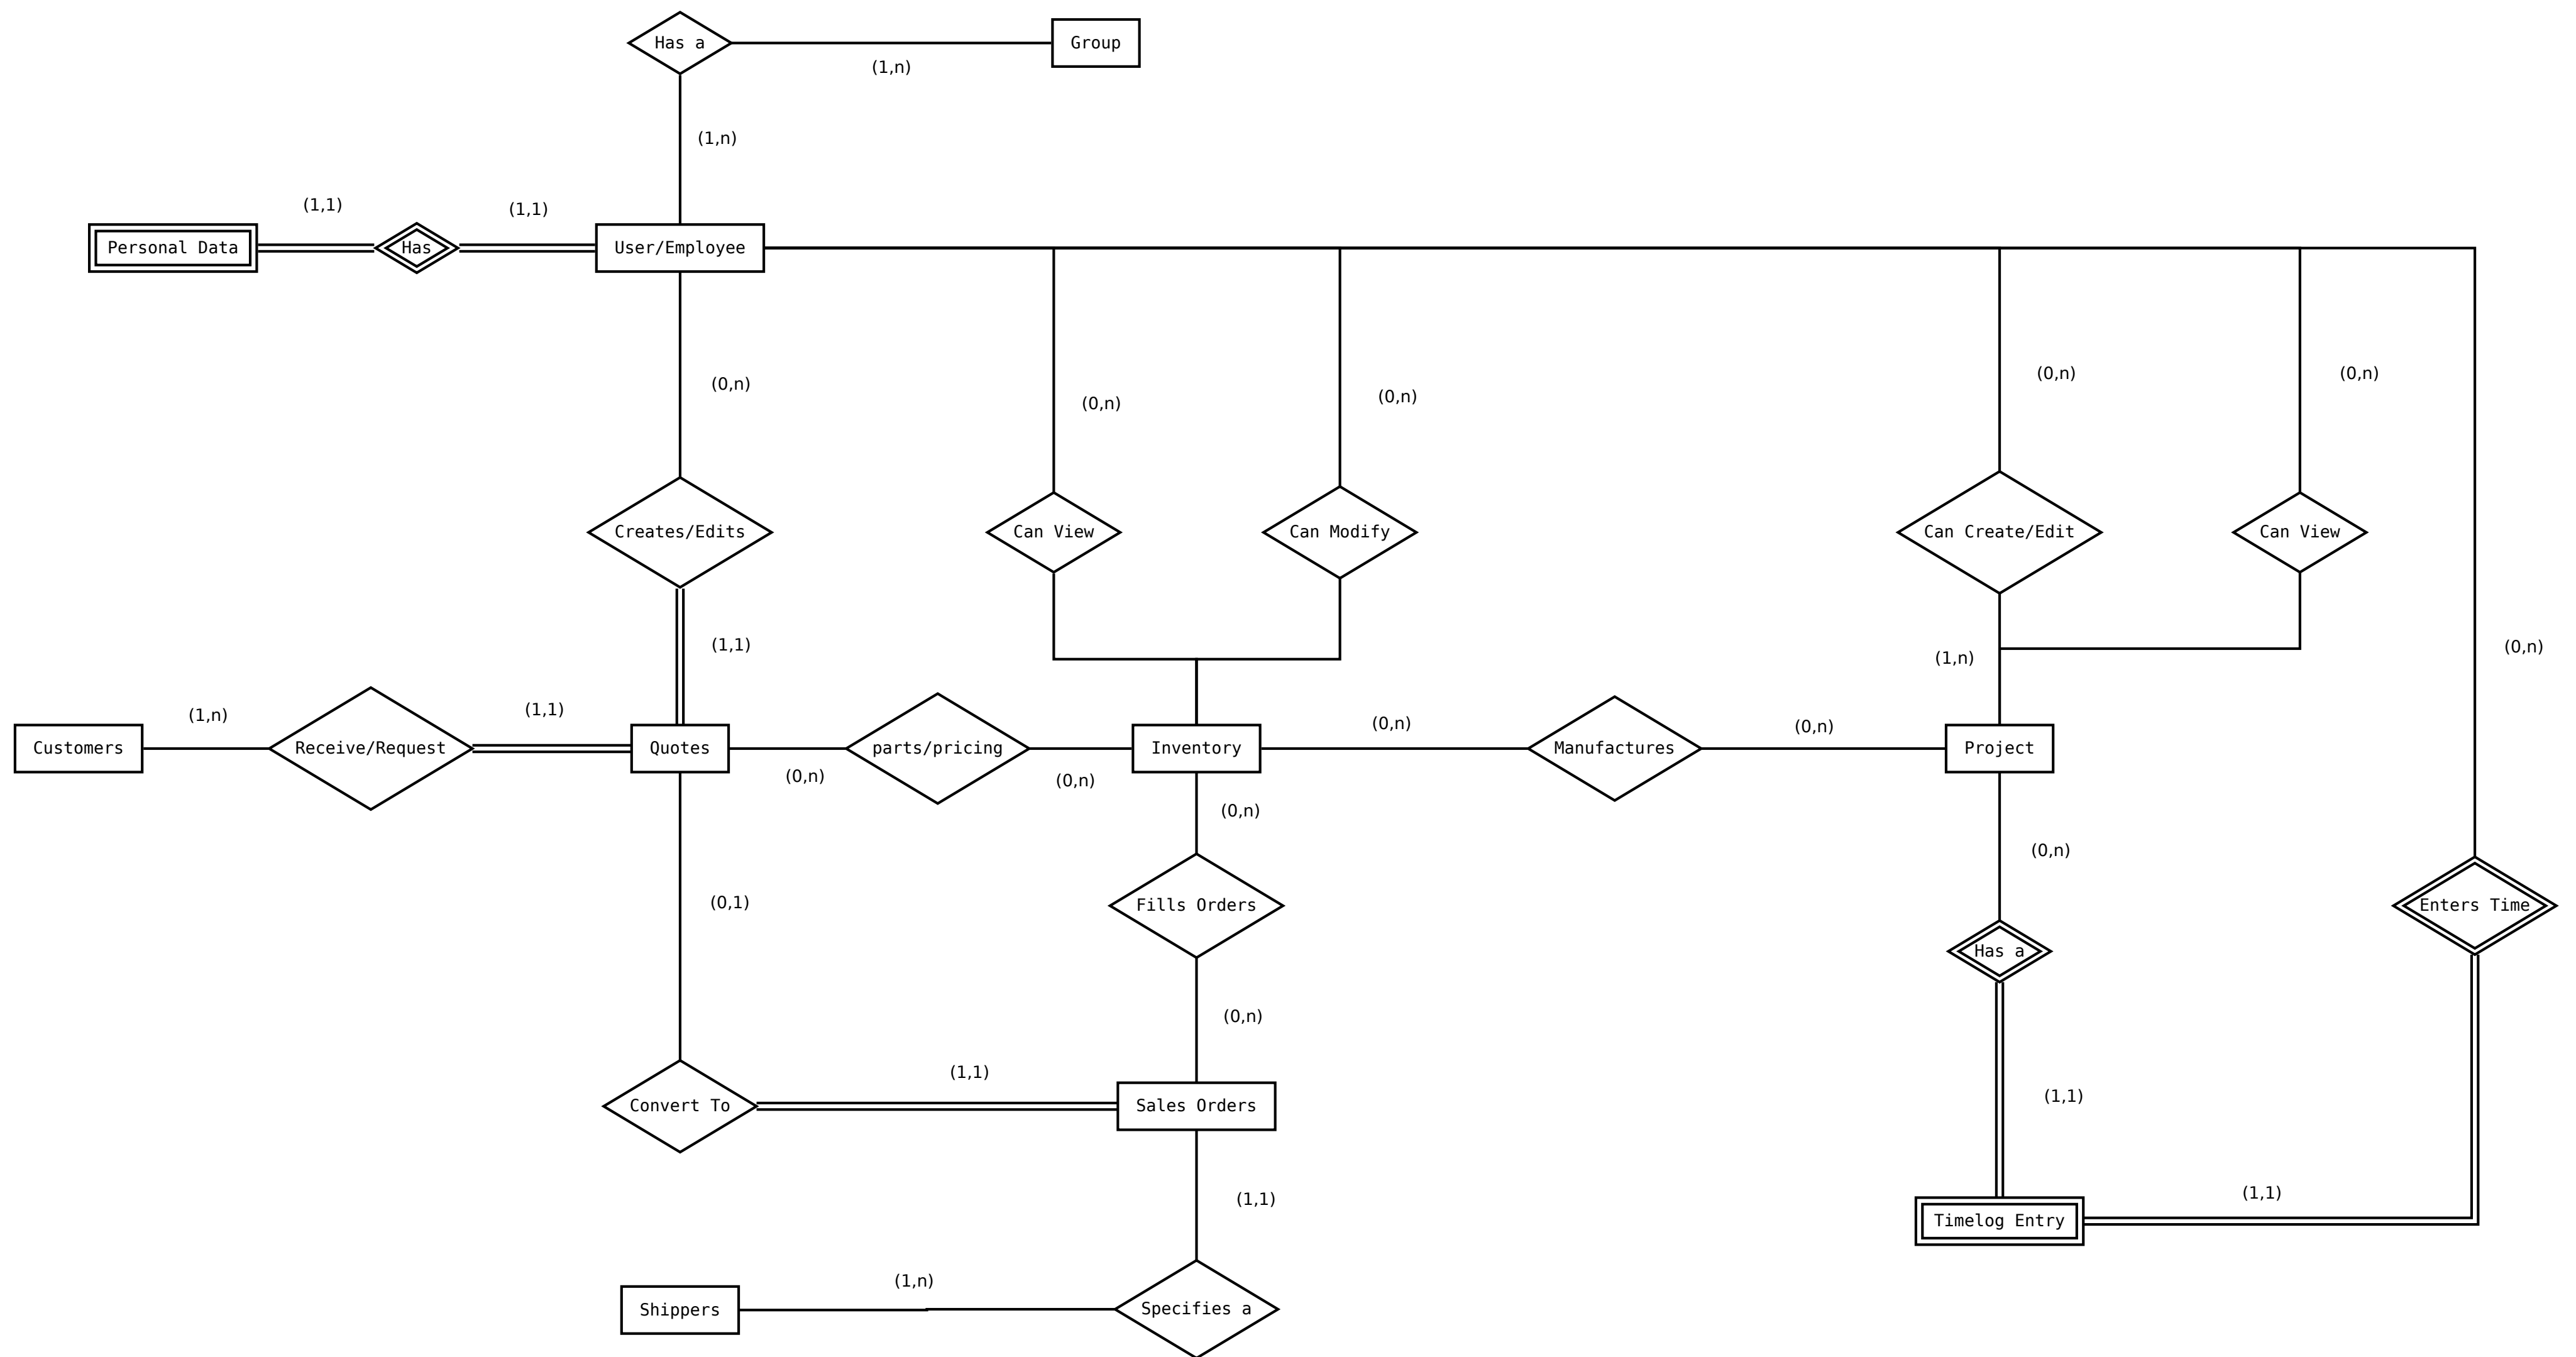 Has a
Group
(1,n)
(1,n)
(1,1)
(1,1)
Personal Data
Has
User/Employee
(0,n)
(0,n)
(0,n)
(0,n)
(0,n)
Creates/Edits
Can View
Can Modify
Can Create/Edit
Can View
(1,1)
(0,n)
(1,n)
(1,n)
(1,1)
(0,n)
(0,n)
Customers
Receive/Request
Quotes
parts/pricing
Inventory
Manufactures
Project
(0,n)
(0,n)
(0,n)
(0,n)
(0,1)
Fills Orders
Enters Time
Has a
(0,n)
(1,1)
(1,1)
Convert To
Sales Orders
(1,1)
(1,1)
Timelog Entry
(1,n)
Shippers
Specifies a